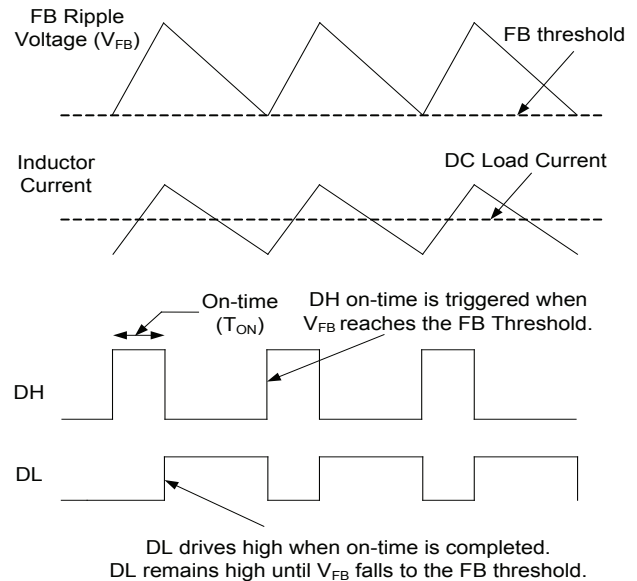 FB Ripple
Voltage (VFB)
FB threshold
Inductor
Current
DC Load Current
On-time
(TON)
DH on-time is triggered when
VFB reaches the FB Threshold.
DH
DL
DL drives high when on-time is completed.
DL remains high until VFB falls to the FB threshold.